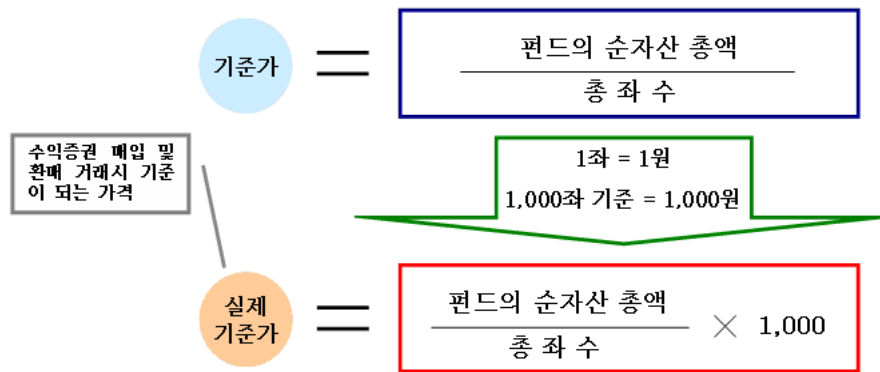 기준가
=
펀드의 순자산 총액
총 좌 수
수익증권 매입 및
환매 거래시 기준
이 되는 가격
1좌 = 1원
1,000좌 기준 = 1,000원
실제
기준가
=
펀드의 순자산 총액
총 좌 수
× 1,000